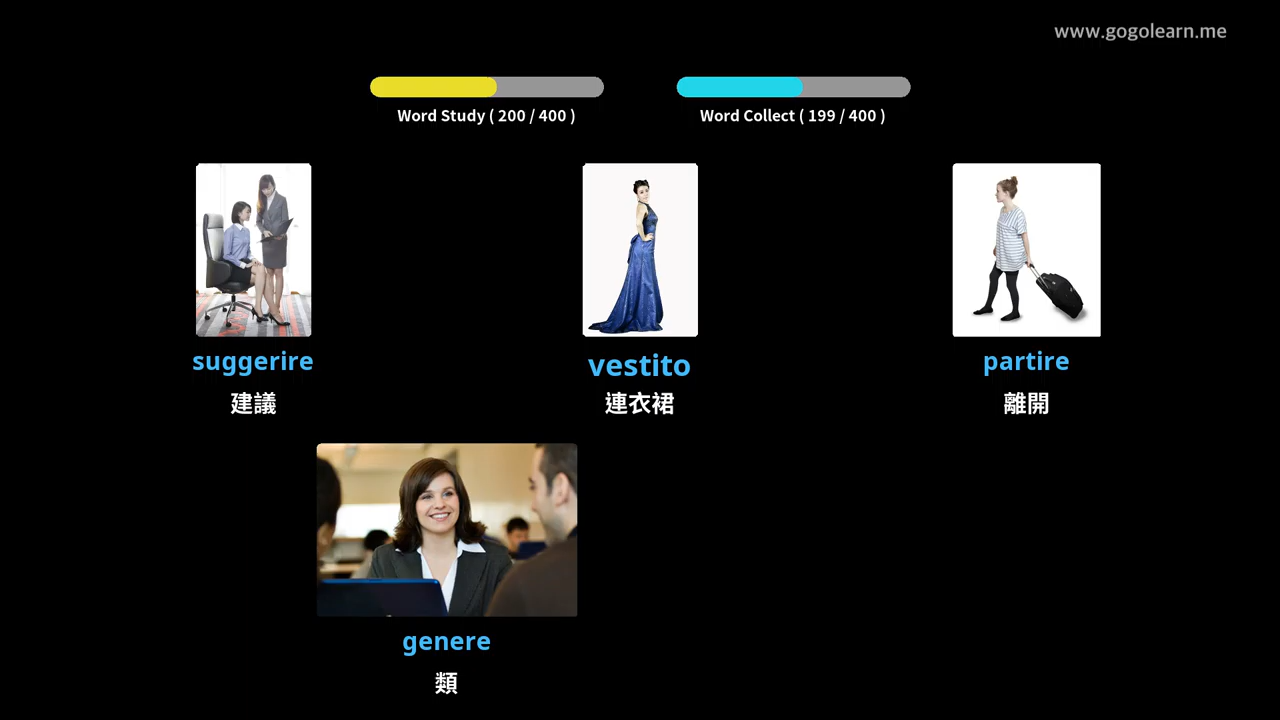 www.gogolearn.me
Word Study ( 200 / 400 )
Word Collect ( 199 / 400 )
suggerire
建議
vestito
連衣裙
partire
離開
genere
類